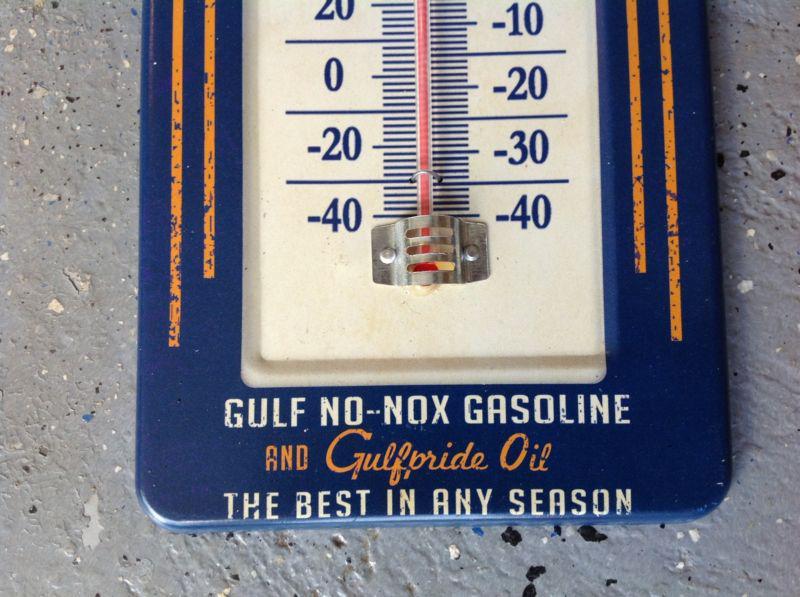 20 -10
0 -20
-20 -30
-40 -40
GULF NO-NOX GASOLINE
AND Gulfpride Oil
THE BEST IN ANY SEASON